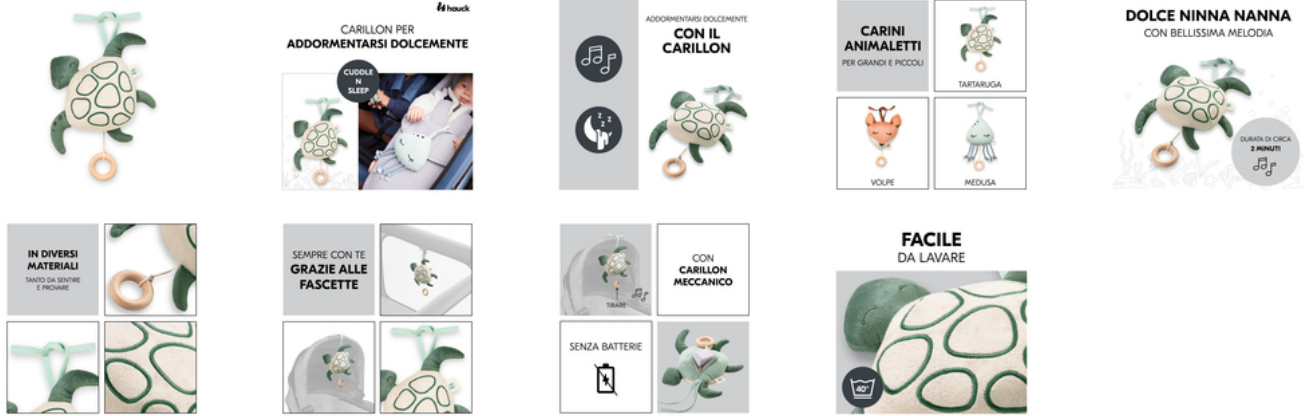 hauck
CARILLON PER
ADDORMENTARSI DOLCEMENTE
CUDDLE
N
SLEEP
ADDORMENTARSI DOLCEMENTE
CON IL
CARILLON
Z Z Z
CARINI
ANIMALETTI
PER GRANDI E PICCOLI
TARTARUGA
VOLPE
MEDUSA
DOLCE NINNA NANNA
CON BELLISSIMA MELODIA
DURATA DI CIRCA
2 MINUTI
IN DIVERSI
MATERIALI
TANTO DA SENTIRE
E PROVARE
SEMPRE CON TE
GRAZIE ALLE
FASCETTE
TIRARE
CON
CARILLON
MECCANICO
SENZA BATTERIE
FACILE
DA LAVARE
40°